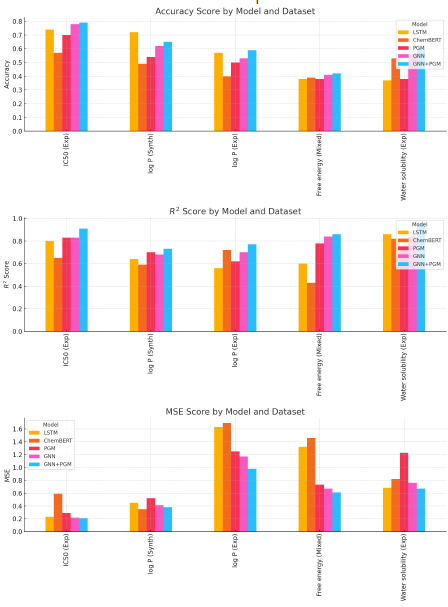 Accuracy Score by Model and Dataset
Accuracy
0.8
0.7
0.6
0.5
0.4
0.3
0.2
0.1
0.0
Model
LSTM
ChemBERT
PGM
GNN
GNN+PGM
IC50 (Exp)
log P (Synth)
log P (Exp)
Free energy (Mixed)
Water solubility (Exp)
R² Score by Model and Dataset
R² Score
1.0
0.8
0.6
0.4
0.2
0.0
Model
LSTM
ChemBERT
PGM
GNN
GNN+PGM
IC50 (Exp)
log P (Synth)
log P (Exp)
Free energy (Mixed)
Water solubility (Exp)
MSE Score by Model and Dataset
MSE
1.6
1.4
1.2
1.0
0.8
0.6
0.4
0.2
0.0
Model
LSTM
ChemBERT
PGM
GNN
GNN+PGM
IC50 (Exp)
log P (Synth)
log P (Exp)
Free energy (Mixed)
Water solubility (Exp)